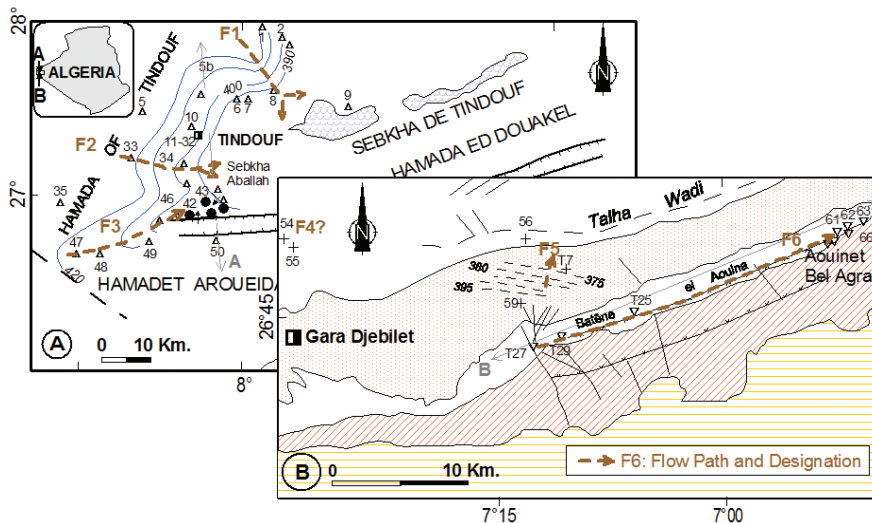 28°
A
B
ALGERIA
F1
1
2
390
TINDOUF
5b
5
400
6 7
8
9
10
11-32
TINDOUF
SEBKHA DE TINDOUF
HAMADA ED DOUAKEL
N
F2
33
OF
34
Sebkha
Aballah
27°
35
HAMADA
46
42
43
F3
47
48
49
50
420
A
HAMADET AROUEIDA
54
F4?
55
A
0 10 Km.
8°
26°45
N
Talha Wadi
56
F5
T7
380
375
395
59
61
62
63
66
F6
Aouinet
Bel Agra
el Aouina
T25
Batêne
Gara Djebilet
T27
T29
B
B
0 10 Km.
F6: Flow Path and Designation
7°15
7°00